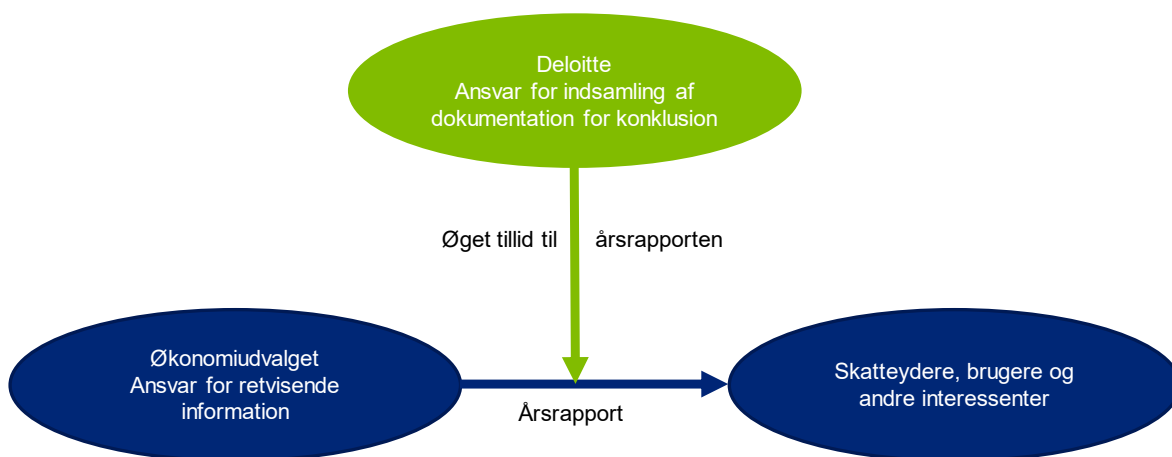 Deloitte
Ansvar for indsamling af
dokumentation for konklusion
Øget tillid til årsrapporten
Økonomiudvalget
Ansvar for retvisende
information
Årsrapport
Skatteydere, brugere og
andre interessenter